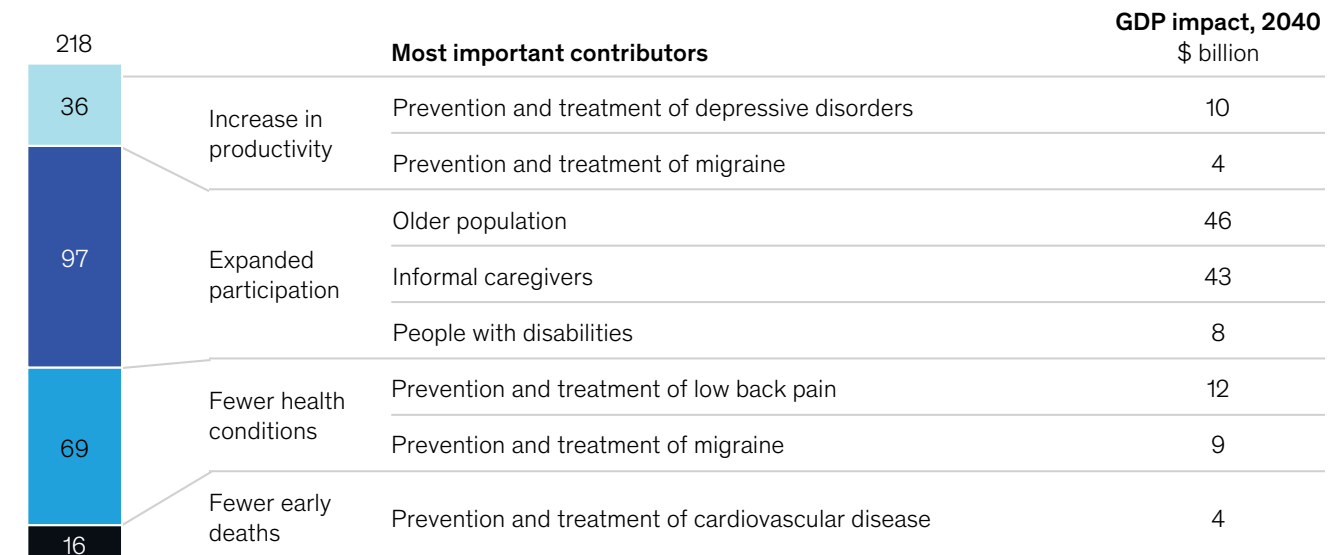 218
Most important contributors
GDP impact, 2040
$ billion
36
Increase in
productivity
Prevention and treatment of depressive disorders
10
Prevention and treatment of migraine
4
97
Expanded
participation
Older population
46
Informal caregivers
43
People with disabilities
8
69
Fewer health
conditions
Prevention and treatment of low back pain
12
Prevention and treatment of migraine
9
16
Fewer early
deaths
Prevention and treatment of cardiovascular disease
4